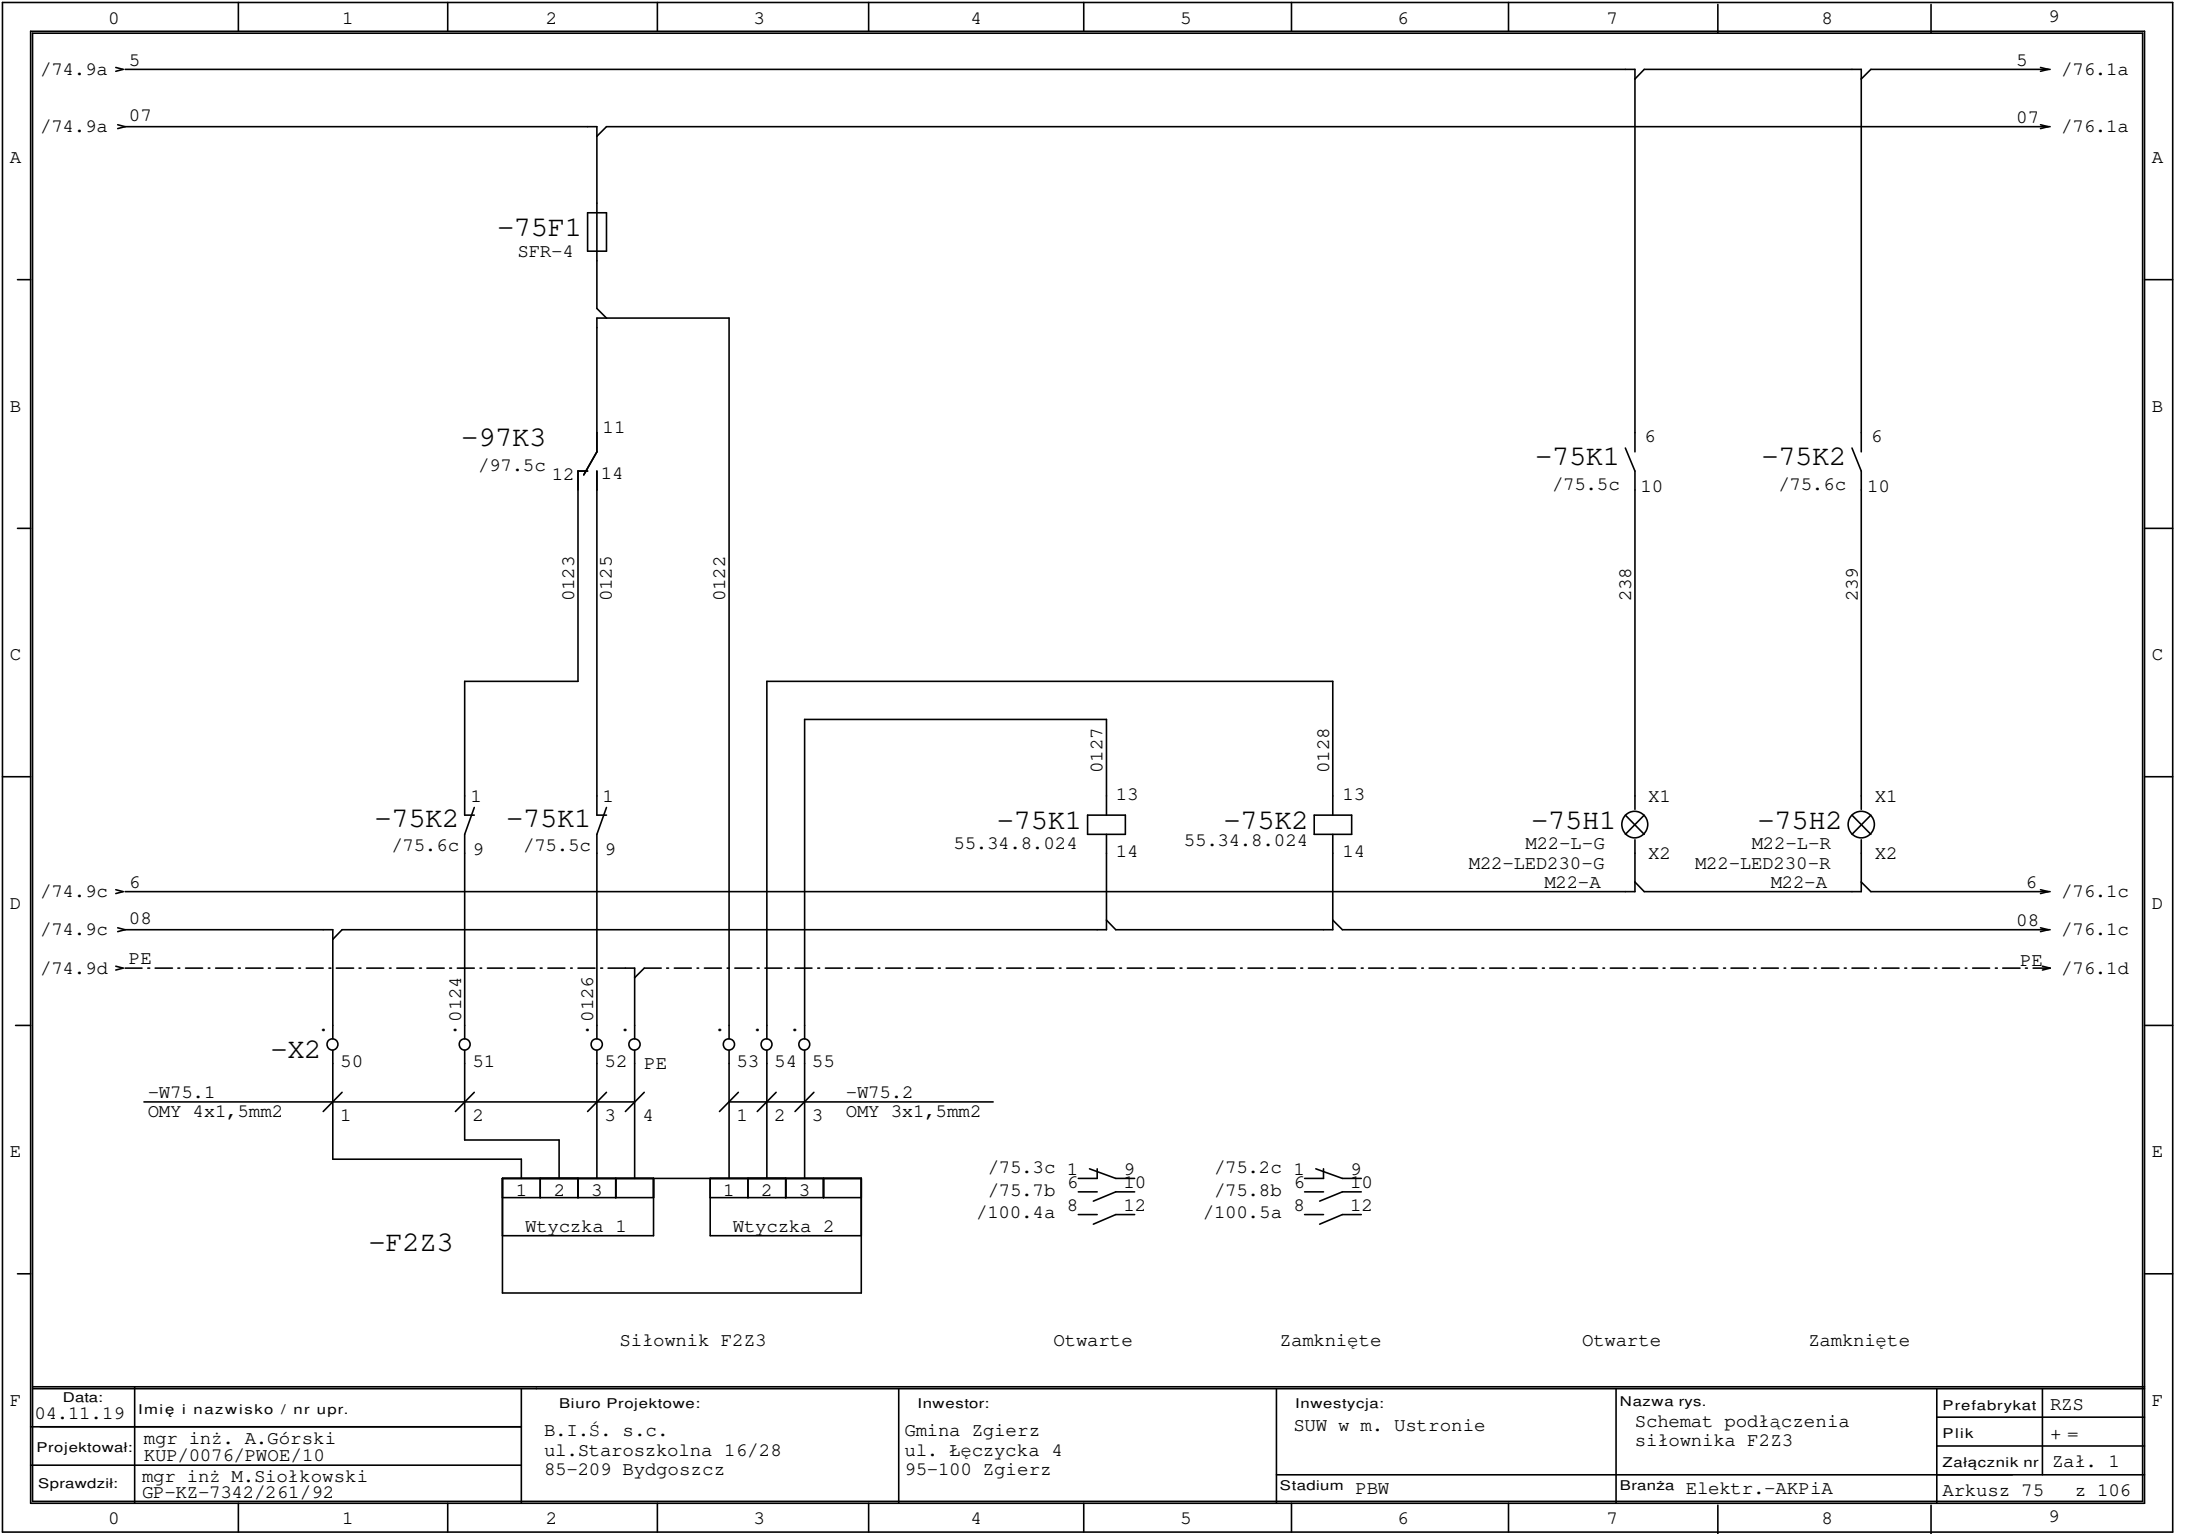 0 1 2 3 4 5 6 7 8 9
/74.9a 5 5 /76.1a
/74.9a 07 07 /76.1a
A A
-75F1
SFR-4
B B
-97K3 11
/97.5c 12 14
-75K1 6
/75.5c 10
-75K2 6
/75.6c 10
0123 0125 0122 238 239
C C
0127 0128
-75K2 1
/75.6c 9
-75K1 1
/75.5c 9
-75K1 13
55.34.8.024 14
-75K2 13
55.34.8.024 14
-75H1 X1
M22-L-G X2
M22-LED230-G
M22-A
-75H2 X1
M22-L-R X2
M22-LED230-R
M22-A
/74.9c 6 6 /76.1c
D D
/74.9c 08 08 /76.1c
/74.9d PE PE /76.1d
0124 0126
-X2 50 51 52 PE 53 54 55
-W75.1
OMY 4x1,5mm2 1 2 3 4
-W75.2
1 2 3 OMY 3x1,5mm2
E E
/75.3c 1 9
/75.7b 6 10
/100.4a 8 12
/75.2c 1 9
/75.8b 6 10
/100.5a 8 12
1 2 3 1 2 3
Wtyczka 1 Wtyczka 2
-F2Z3
Siłownik F2Z3 Otwarte Zamknięte Otwarte Zamknięte
F F
Data:
04.11.19
Imię i nazwisko / nr upr.
Projektował:
mgr inż. A.Górski
KUP/0076/PWOE/10
Sprawdził:
mgr inż M.Siołkowski
GP-KZ-7342/261/92
Biuro Projektowe:
B.I.Ś. s.c.
ul.Staroszkolna 16/28
85-209 Bydgoszcz
Inwestor:
Gmina Zgierz
ul. Łęczycka 4
95-100 Zgierz
Inwestycja:
SUW w m. Ustronie
Stadium PBW
Nazwa rys.
Schemat podłączenia
siłownika F2Z3
Branża Elektr.-AKPiA
Prefabrykat RZS
Plik + =
Załącznik nr Zał. 1
Arkusz 75 z 106
0 1 2 3 4 5 6 7 8 9